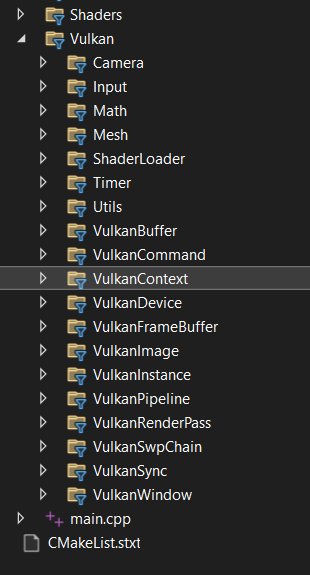 Shaders
Vulkan
Camera
Input
Math
Mesh
ShaderLoader
Timer
Utils
VulkanBuffer
VulkanCommand
VulkanContext
VulkanDevice
VulkanFrameBuffer
VulkanImage
VulkanInstance
VulkanPipeline
VulkanRenderPass
VulkanSwpChain
VulkanSync
VulkanWindow
main.cpp
CMakeList.stxt